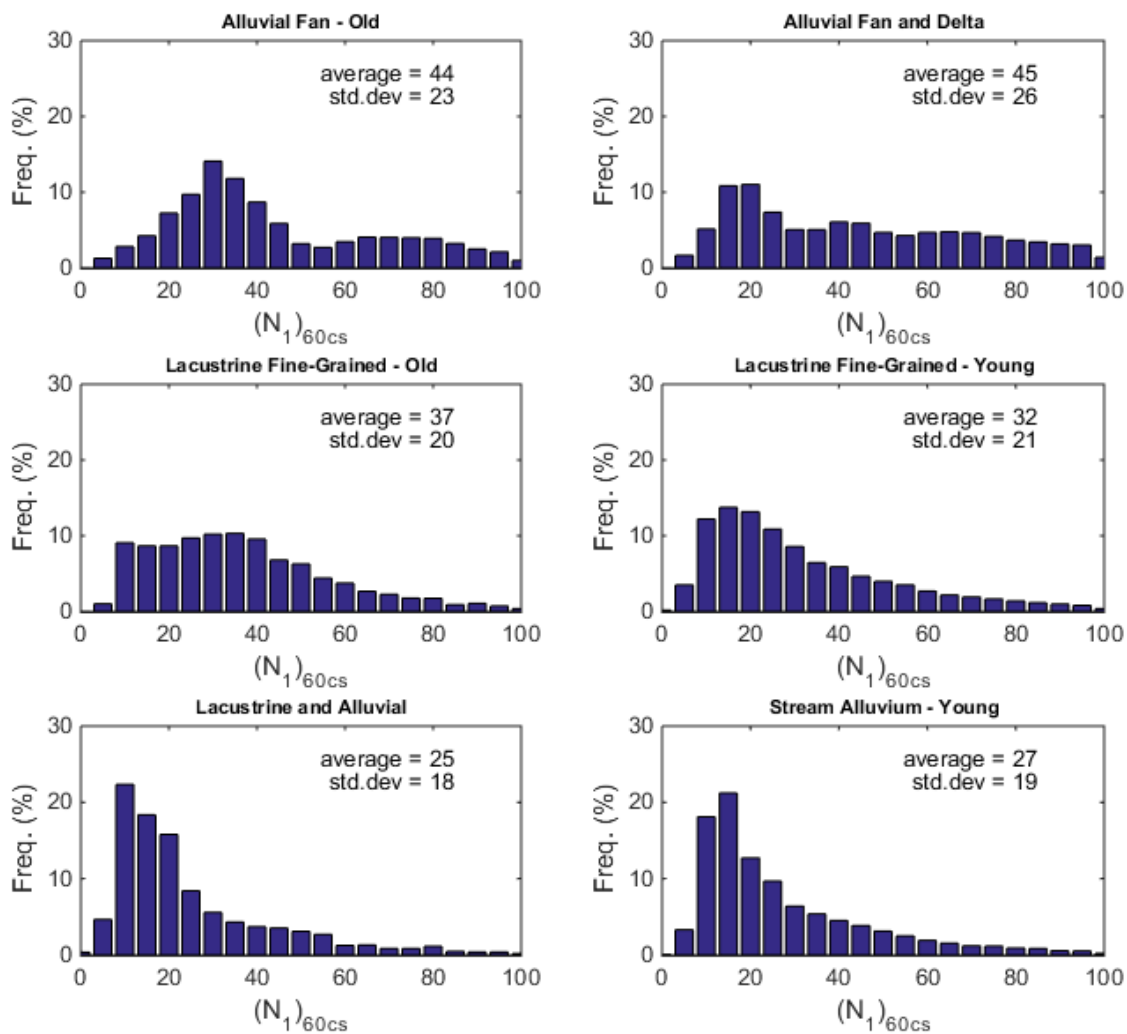 Alluvial Fan - Old
30
20
10
0
Freq. (%)
average = 44
std.dev = 23
0 20 40 60 80 100
(N1)60cs
Alluvial Fan and Delta
30
20
10
0
Freq. (%)
average = 45
std.dev = 26
0 20 40 60 80 100
(N1)60cs
Lacustrine Fine-Grained - Old
30
20
10
0
Freq. (%)
average = 37
std.dev = 20
0 20 40 60 80 100
(N1)60cs
Lacustrine Fine-Grained - Young
30
20
10
0
Freq. (%)
average = 32
std.dev = 21
0 20 40 60 80 100
(N1)60cs
Lacustrine and Alluvial
30
20
10
0
Freq. (%)
average = 25
std.dev = 18
0 20 40 60 80 100
(N1)60cs
Stream Alluvium - Young
30
20
10
0
Freq. (%)
average = 27
std.dev = 19
0 20 40 60 80 100
(N1)60cs